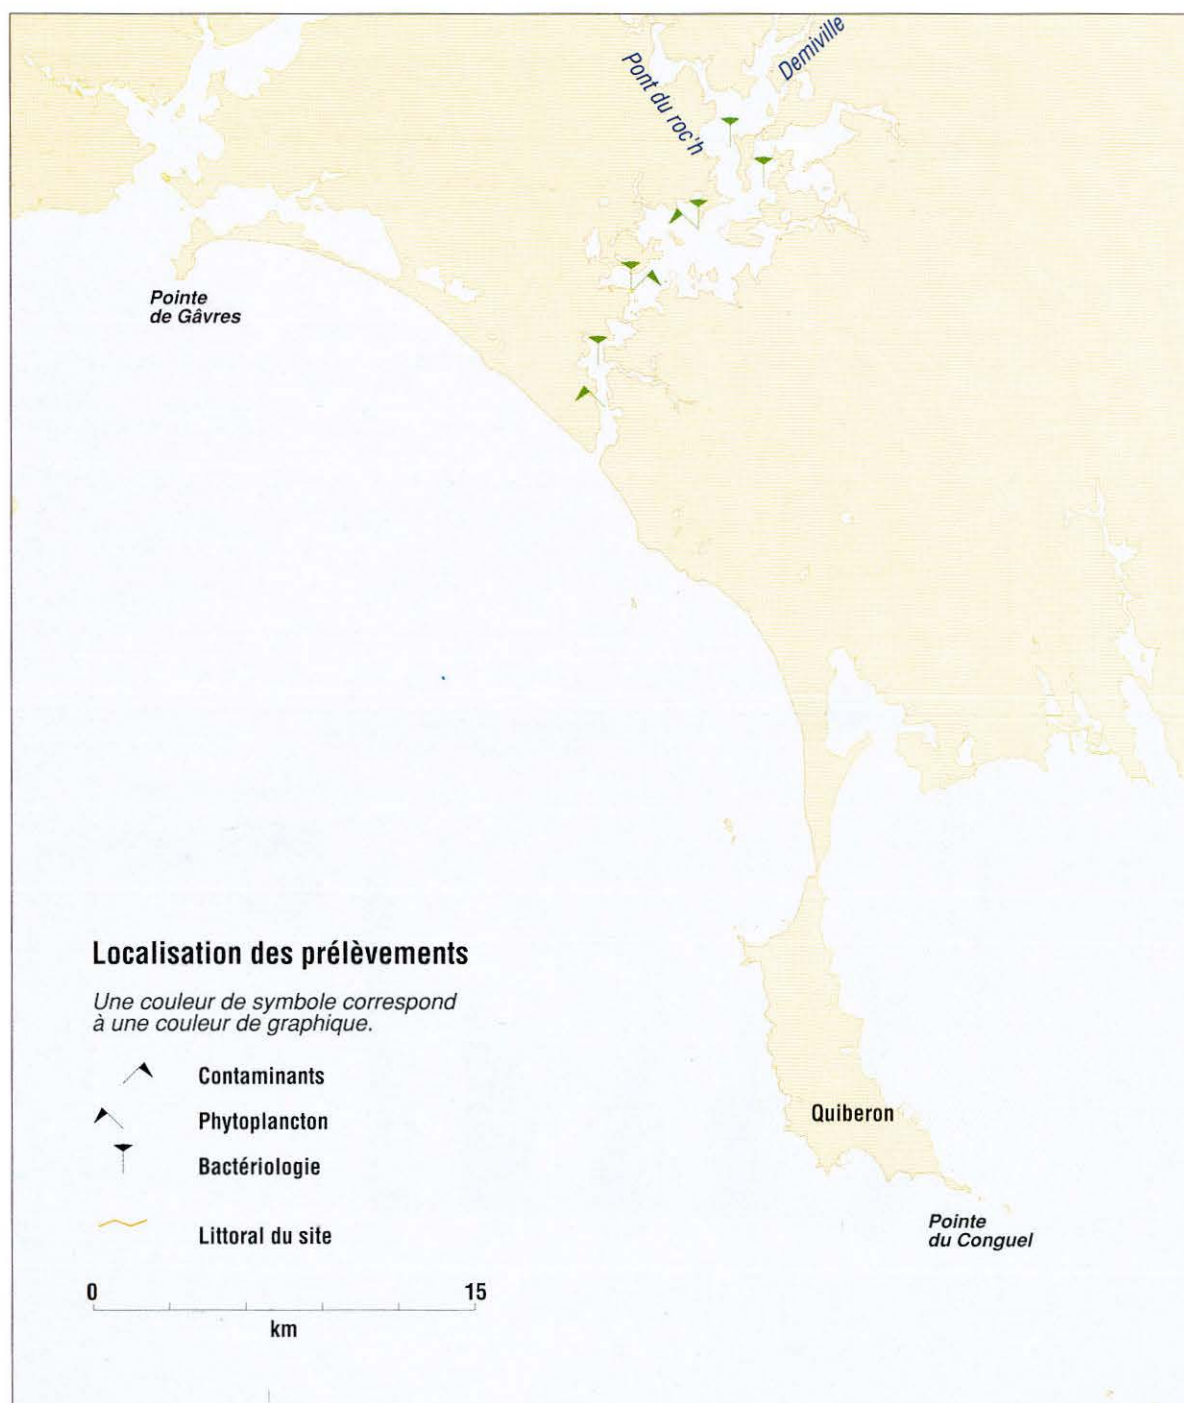 Pont du roc'h
Demiville
Pointe
de Gâvres
Localisation des prélèvements
Une couleur de symbole correspond
à une couleur de graphique.
Contaminants
Phytoplancton
Bactériologie
Littoral du site
0 15
km
Quiberon
Pointe
du Conguel